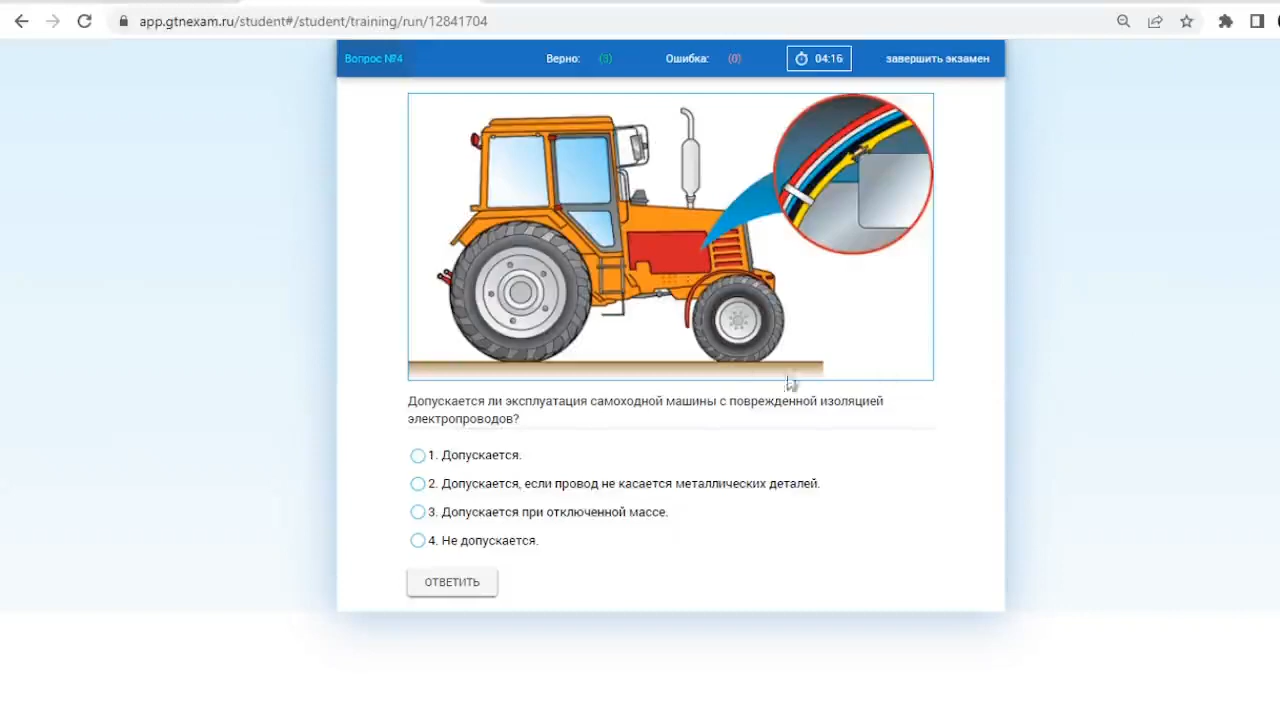 app.gtnexam.ru/student#/student/training/run/12841704
Вопрос №4 Верно: (3) Ошибка: (0) 04:16 завершить экзамен
Допускается ли эксплуатация самоходной машины с поврежденной изоляцией
электропроводов?
1. Допускается.
2. Допускается, если провод не касается металлических деталей.
3. Допускается при отключенной массе.
4. Не допускается.
ОТВЕТИТЬ